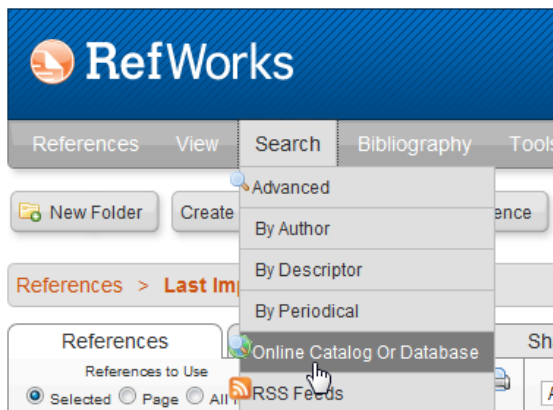 RefWorks
References View Search Bibliography Tools
Advanced
New Folder Create ence
By Author
By Descriptor
References > Last Im
By Periodical
References Sh
Online Catalog Or Database
References to Use
Selected Page All
RSS Feeds